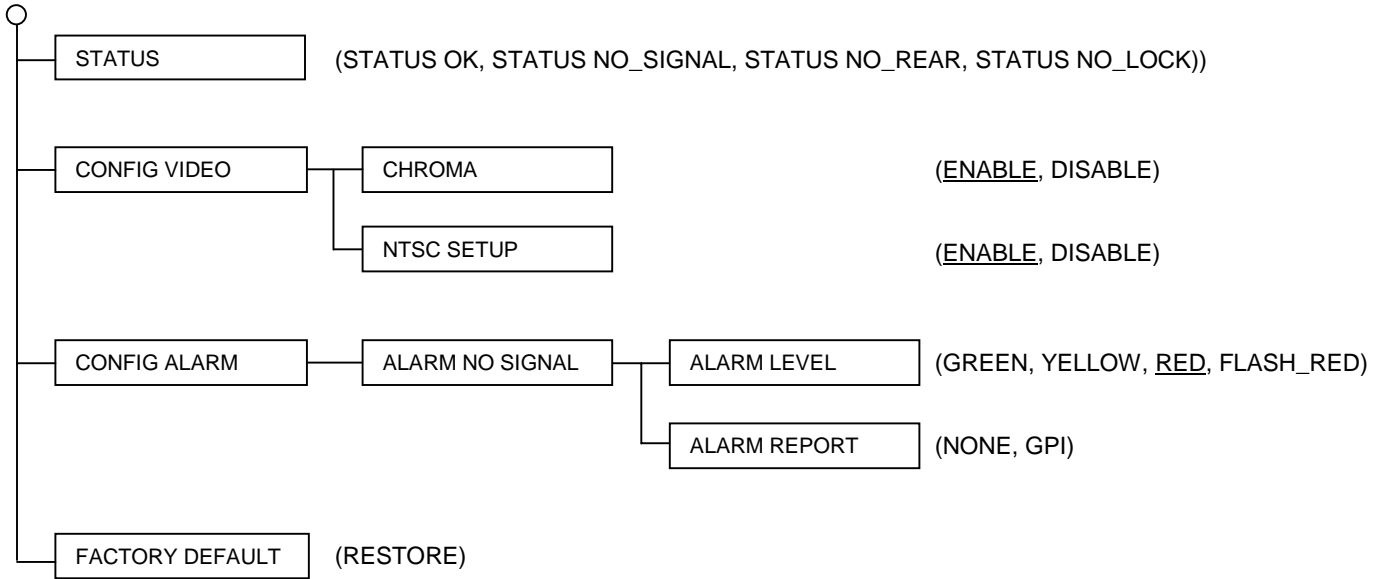 STATUS (STATUS OK, STATUS NO_SIGNAL, STATUS NO_REAR, STATUS NO_LOCK))
CONFIG VIDEO CHROMA (ENABLE, DISABLE)
NTSC SETUP (ENABLE, DISABLE)
CONFIG ALARM ALARM NO SIGNAL ALARM LEVEL (GREEN, YELLOW, RED, FLASH_RED)
ALARM REPORT (NONE, GPI)
FACTORY DEFAULT (RESTORE)